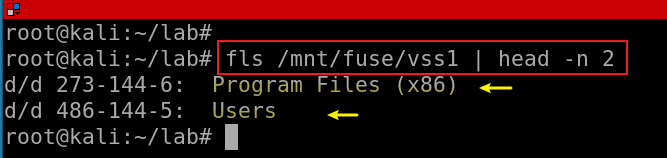 root@kali:~/lab#
root@kali:~/lab# fls /mnt/fuse/vss1 | head -n 2
d/d 273-144-6:  Program Files (x86)
d/d 486-144-5:  Users
root@kali:~/lab#